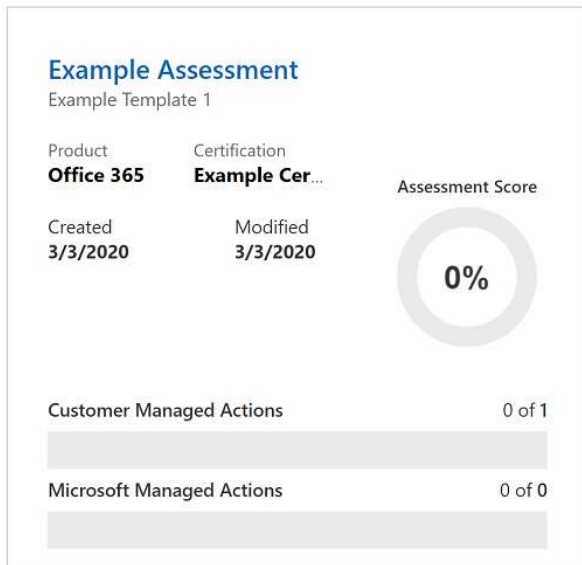 Example Assessment
Example Template 1
Product Certification
Office 365 Example Cer...
Assessment Score
Created Modified
3/3/2020 3/3/2020
0%
Customer Managed Actions 0 of 1
Microsoft Managed Actions 0 of 0